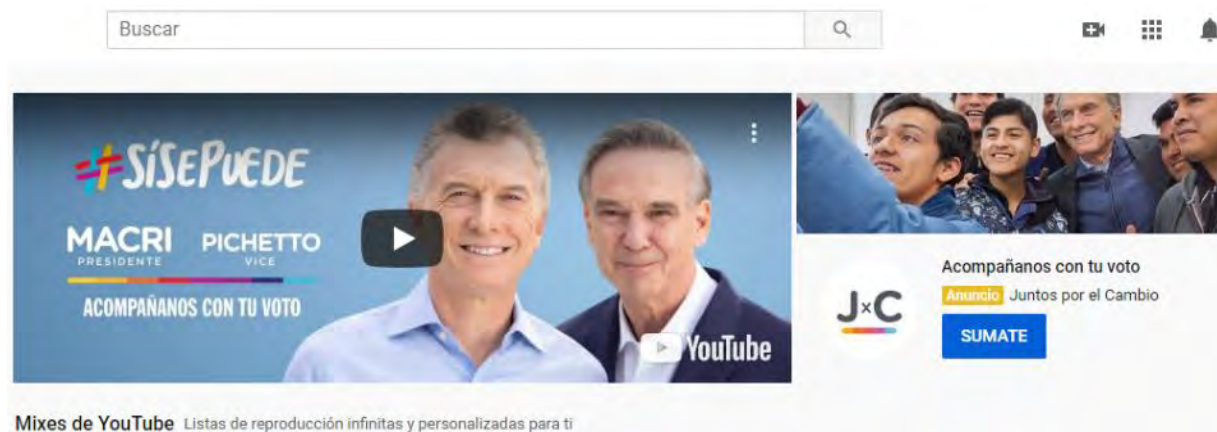 Buscar
#SÍSEPUEDE
MACRI
PRESIDENTE
PICHETTO
VICE
ACOMPAÑANOS CON TU VOTO
YouTube
JxC
Acompañanos con tu voto
Anuncio Juntos por el Cambio
SUMATE
Mixes de YouTube Listas de reproducción infinitas y personalizadas para ti